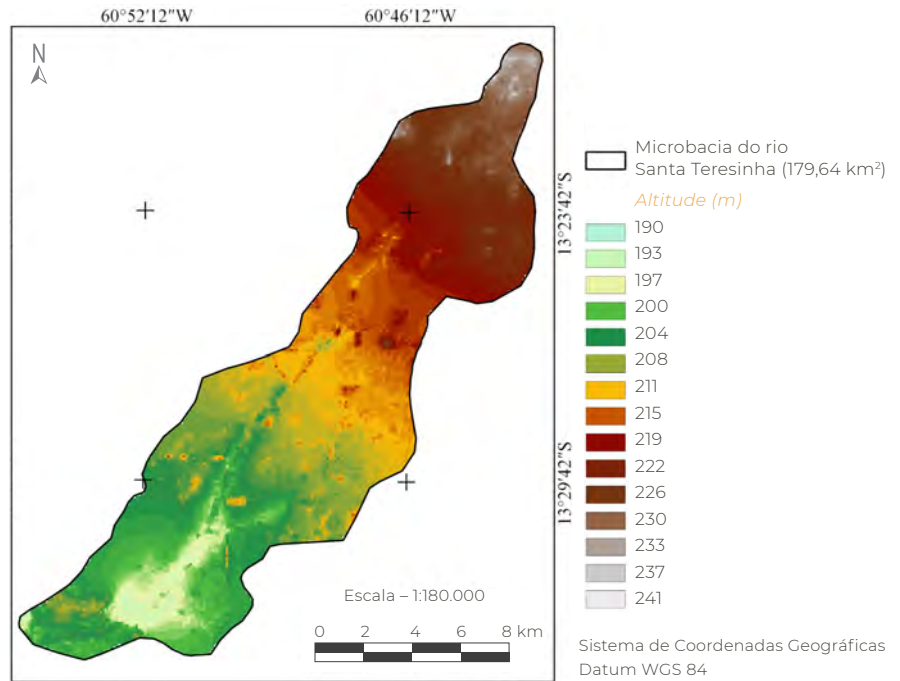 60°52'12"W 60°46'12"W
N
13°23'42"S
13°29'42"S
Escala – 1:180.000
0 2 4 6 8 km
Microbacia do rio
Santa Teresinha (179,64 km²)
Altitude (m)
190
193
197
200
204
208
211
215
219
222
226
230
233
237
241
Sistema de Coordenadas Geográficas
Datum WGS 84